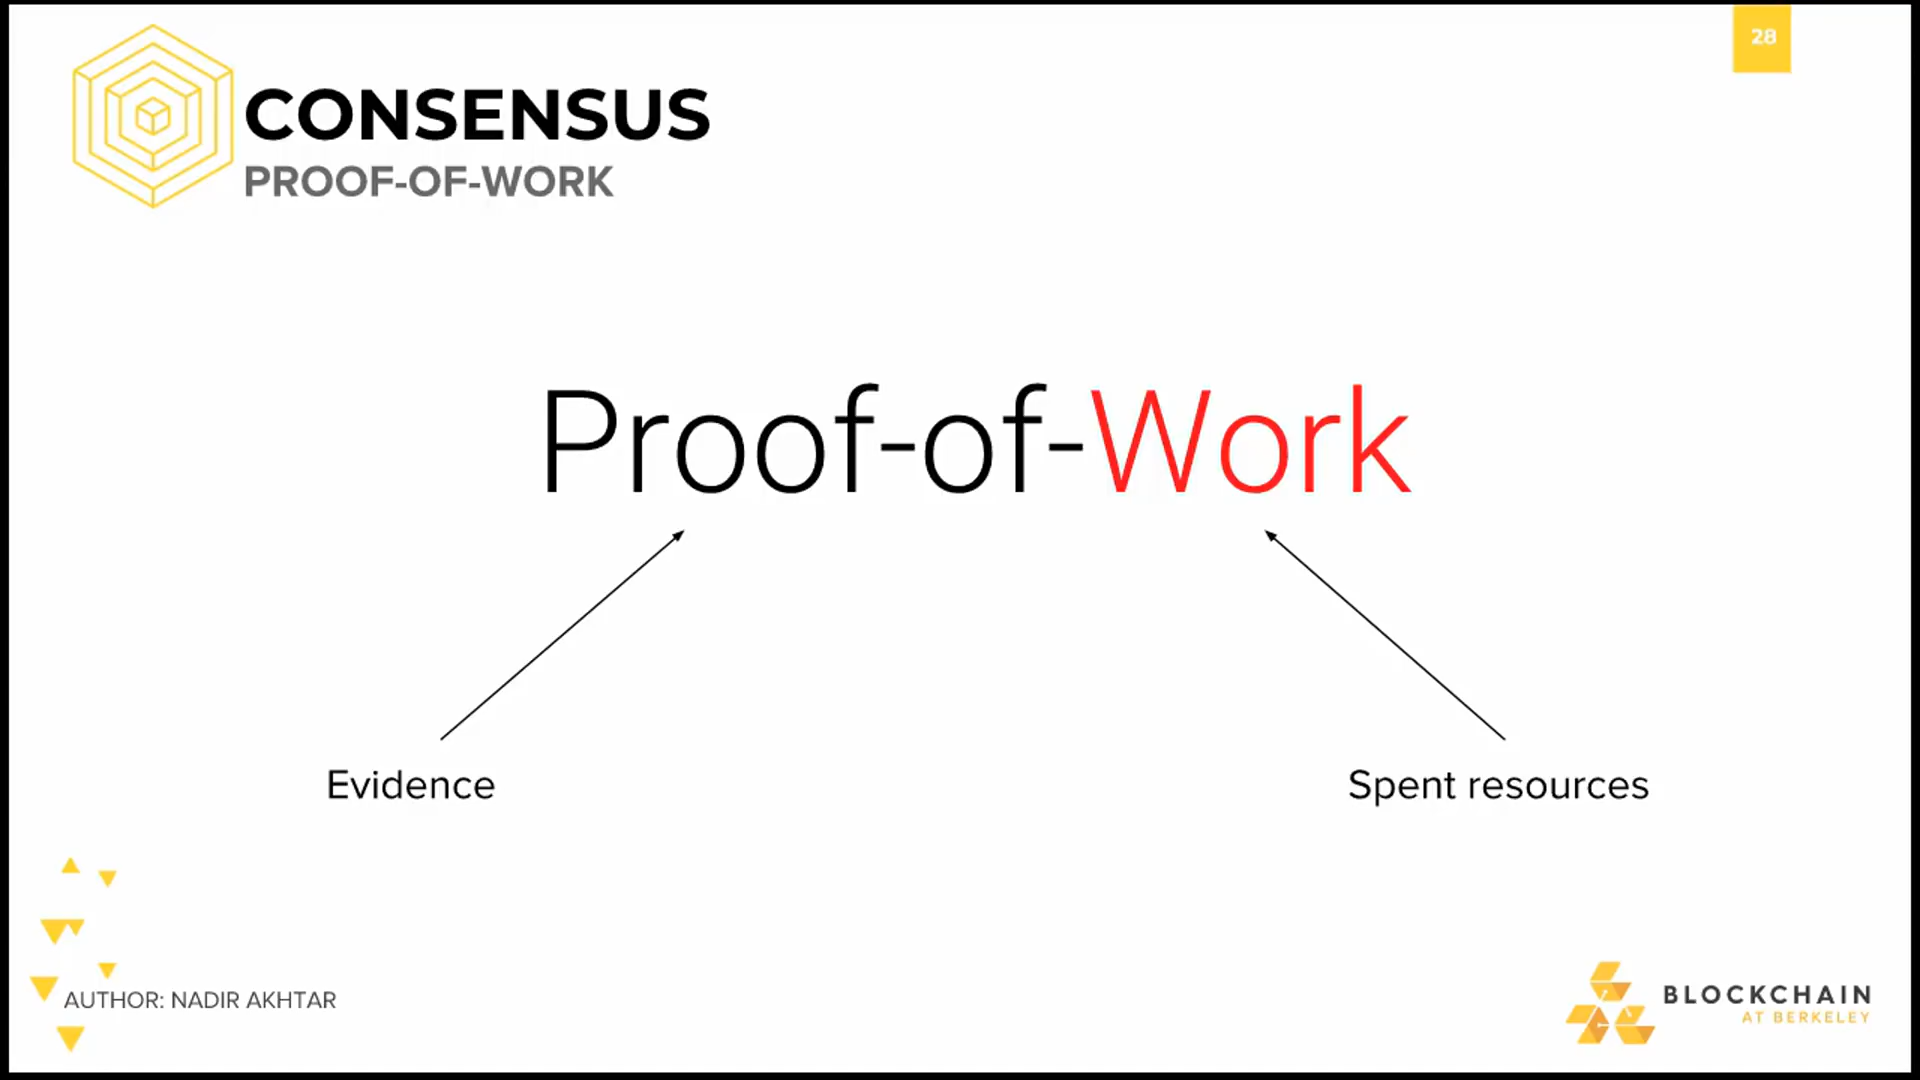 28
CONSENSUS
PROOF-OF-WORK
Proof-of-Work
Evidence
Spent resources
AUTHOR: NADIR AKHTAR
BLOCKCHAIN
AT BERKELEY